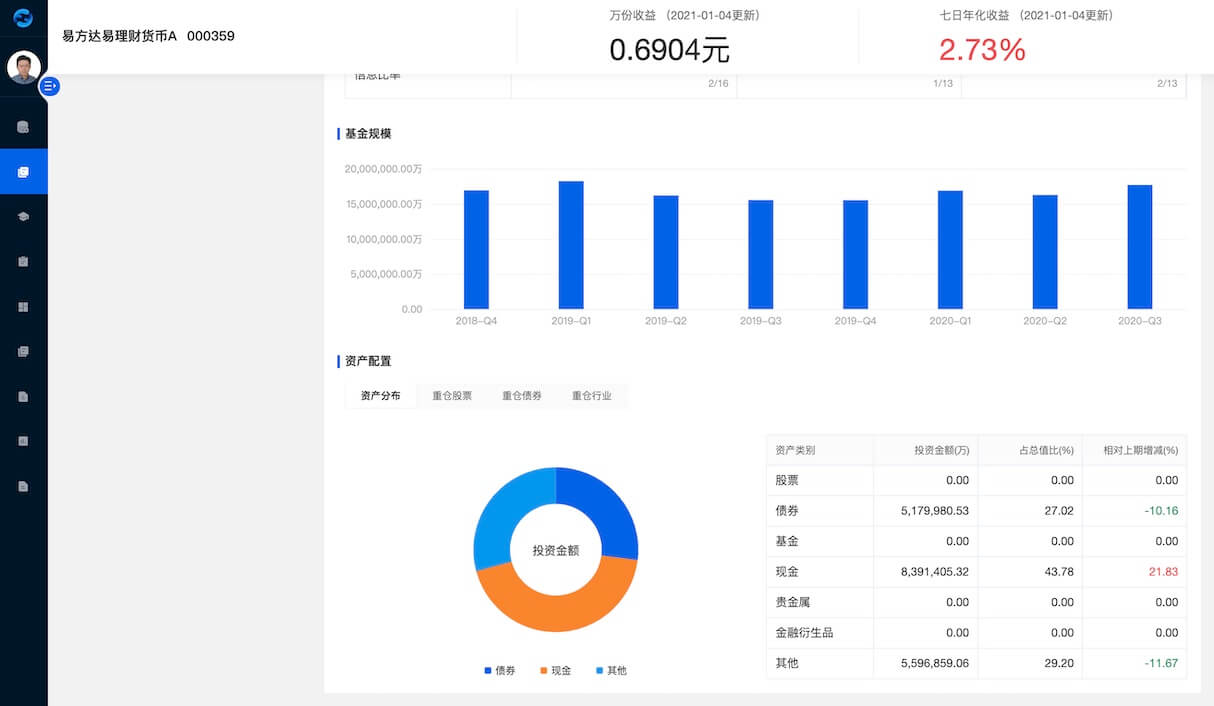 易方达易理财货币A 000359
万份收益 (2021-01-04更新)
0.6904元
七日年化收益 (2021-01-04更新)
2.73%
信息比率
2/16 1/13 2/13
基金规模
20,000,000.00万
15,000,000.00万
10,000,000.00万
5,000,000.00万
0.00
2018-Q4 2019-Q1 2019-Q2 2019-Q3 2019-Q4 2020-Q1 2020-Q2 2020-Q3
资产配置
资产分布 重仓股票 重仓债券 重仓行业
投资金额
债券 现金 其他
资产类别 投资金额(万) 占总值比(%) 相对上期增减(%)
股票 0.00 0.00 0.00
债券 5,179,980.53 27.02 -10.16
基金 0.00 0.00 0.00
现金 8,391,405.32 43.78 21.83
贵金属 0.00 0.00 0.00
金融衍生品 0.00 0.00 0.00
其他 5,596,859.06 29.20 -11.67